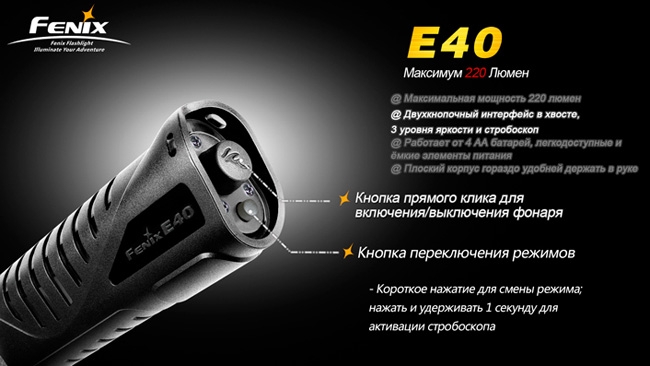 FENIX
Fenix Flashlight
Illuminate Your Adventure
E40
Максимум 220 Люмен
@ Максимальная мощность 220 люмен
@ Двухкнопочный интерфейс в хвосте,
3 уровня яркости и стробоскоп
@ Работает от 4 АА батарей, легкодоступные и
ёмкие элементы питания
@ Плоский корпус гораздо удобней держать в руке
Кнопка прямого клика для
включения/выключения фонаря
FENIX E40
Кнопка переключения режимов
- Короткое нажатие для смены режима;
нажать и удерживать 1 секунду для
активации стробоскопа